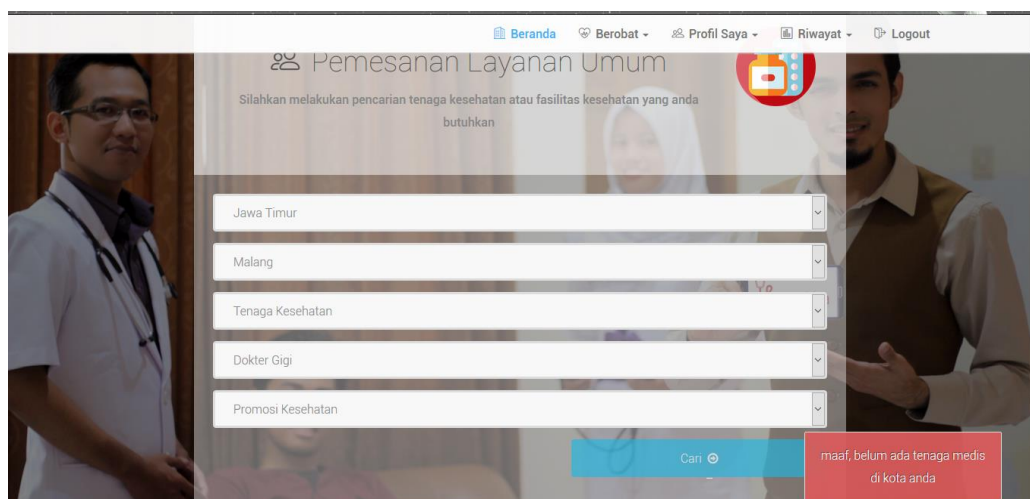 Beranda Berobat Profil Saya Riwayat Logout
Pemesanan Layanan Umum
Silahkan melakukan pencarian tenaga kesehatan atau fasilitas kesehatan yang anda
butuhkan
Jawa Timur
Malang
Tenaga Kesehatan
Dokter Gigi
Promosi Kesehatan
Cari
maaf, belum ada tenaga medis
di kota anda